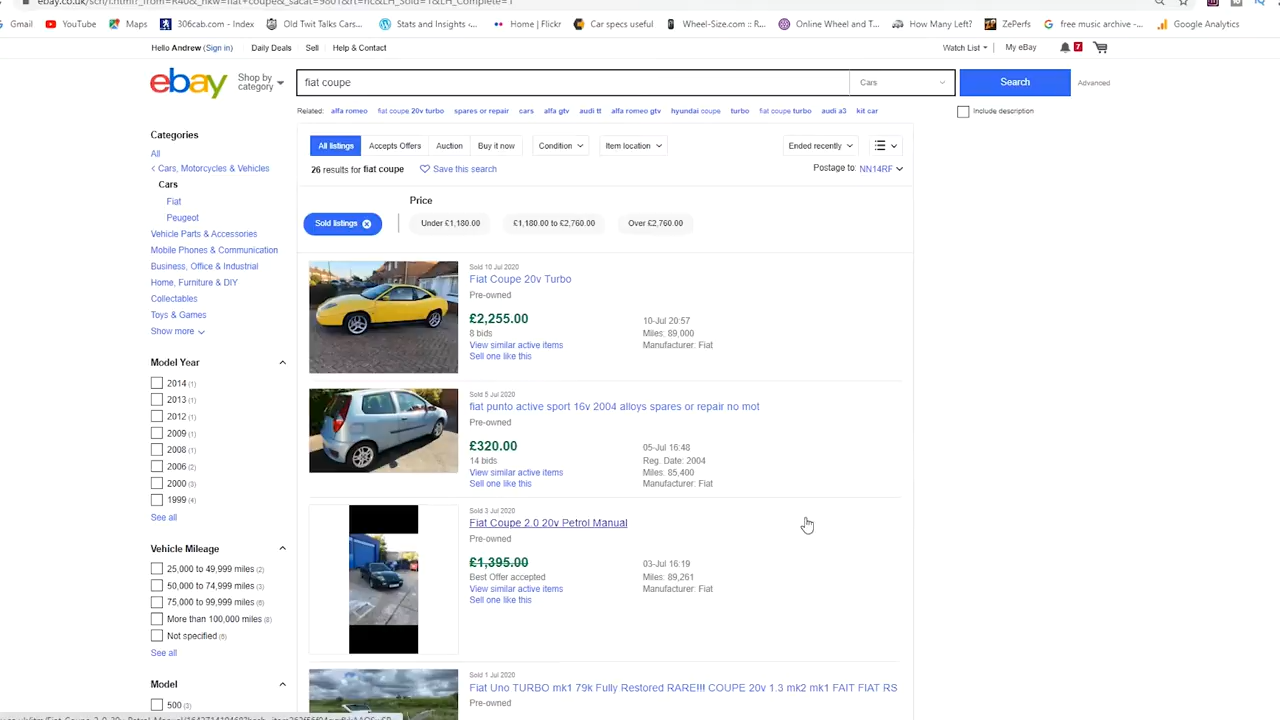 Gmail YouTube Maps 306cab.com - Index Old Twit Talks Cars... Stats and Insights -... Home | Flickr Car specs useful Wheel-Size.com :: R... Online Wheel and T... How Many Left? ZePerfs free music archive -... Google Analytics
Hello Andrew (Sign in) Daily Deals Sell Help & Contact Watch List My eBay 7
ebay Shop by category fiat coupe Cars Search Advanced
Related: alfa romeo fiat coupe 20v turbo spares or repair cars alfa gtv audi tt alfa romeo gtv hyundai coupe turbo fiat coupe turbo audi a3 kit car Include description
Categories
All
< Cars, Motorcycles & Vehicles
Cars
Fiat
Peugeot
Vehicle Parts & Accessories
Mobile Phones & Communication
Business, Office & Industrial
Home, Furniture & DIY
Collectables
Toys & Games
Show more
Model Year
2014 (1)
2013 (1)
2012 (1)
2009 (1)
2008 (1)
2006 (2)
2000 (3)
1999 (4)
See all
Vehicle Mileage
25,000 to 49,999 miles (2)
50,000 to 74,999 miles (3)
75,000 to 99,999 miles (6)
More than 100,000 miles (8)
Not specified (5)
See all
Model
500 (3)
All listings Accepts Offers Auction Buy it now Condition Item location Ended recently
26 results for fiat coupe Save this search Postage to: NN14RF
Price
Sold listings Under £1,180.00 £1,180.00 to £2,760.00 Over £2,760.00
Sold 10 Jul 2020
Fiat Coupe 20v Turbo
Pre-owned
£2,255.00 10-Jul 20:57
8 bids Miles: 89,000
View similar active items Manufacturer: Fiat
Sell one like this
Sold 5 Jul 2020
fiat punto active sport 16v 2004 alloys spares or repair no mot
Pre-owned
£320.00 05-Jul 16:48
14 bids Reg. Date: 2004
View similar active items Miles: 85,400
Sell one like this Manufacturer: Fiat
Sold 3 Jul 2020
Fiat Coupe 2.0 20v Petrol Manual
Pre-owned
£1,395.00 03-Jul 16:19
Best Offer accepted Miles: 89,261
View similar active items Manufacturer: Fiat
Sell one like this
Sold 1 Jul 2020
Fiat Uno TURBO mk1 79k Fully Restored RARE!!! COUPE 20v 1.3 mk2 mk1 FAIT FIAT RS
Pre-owned